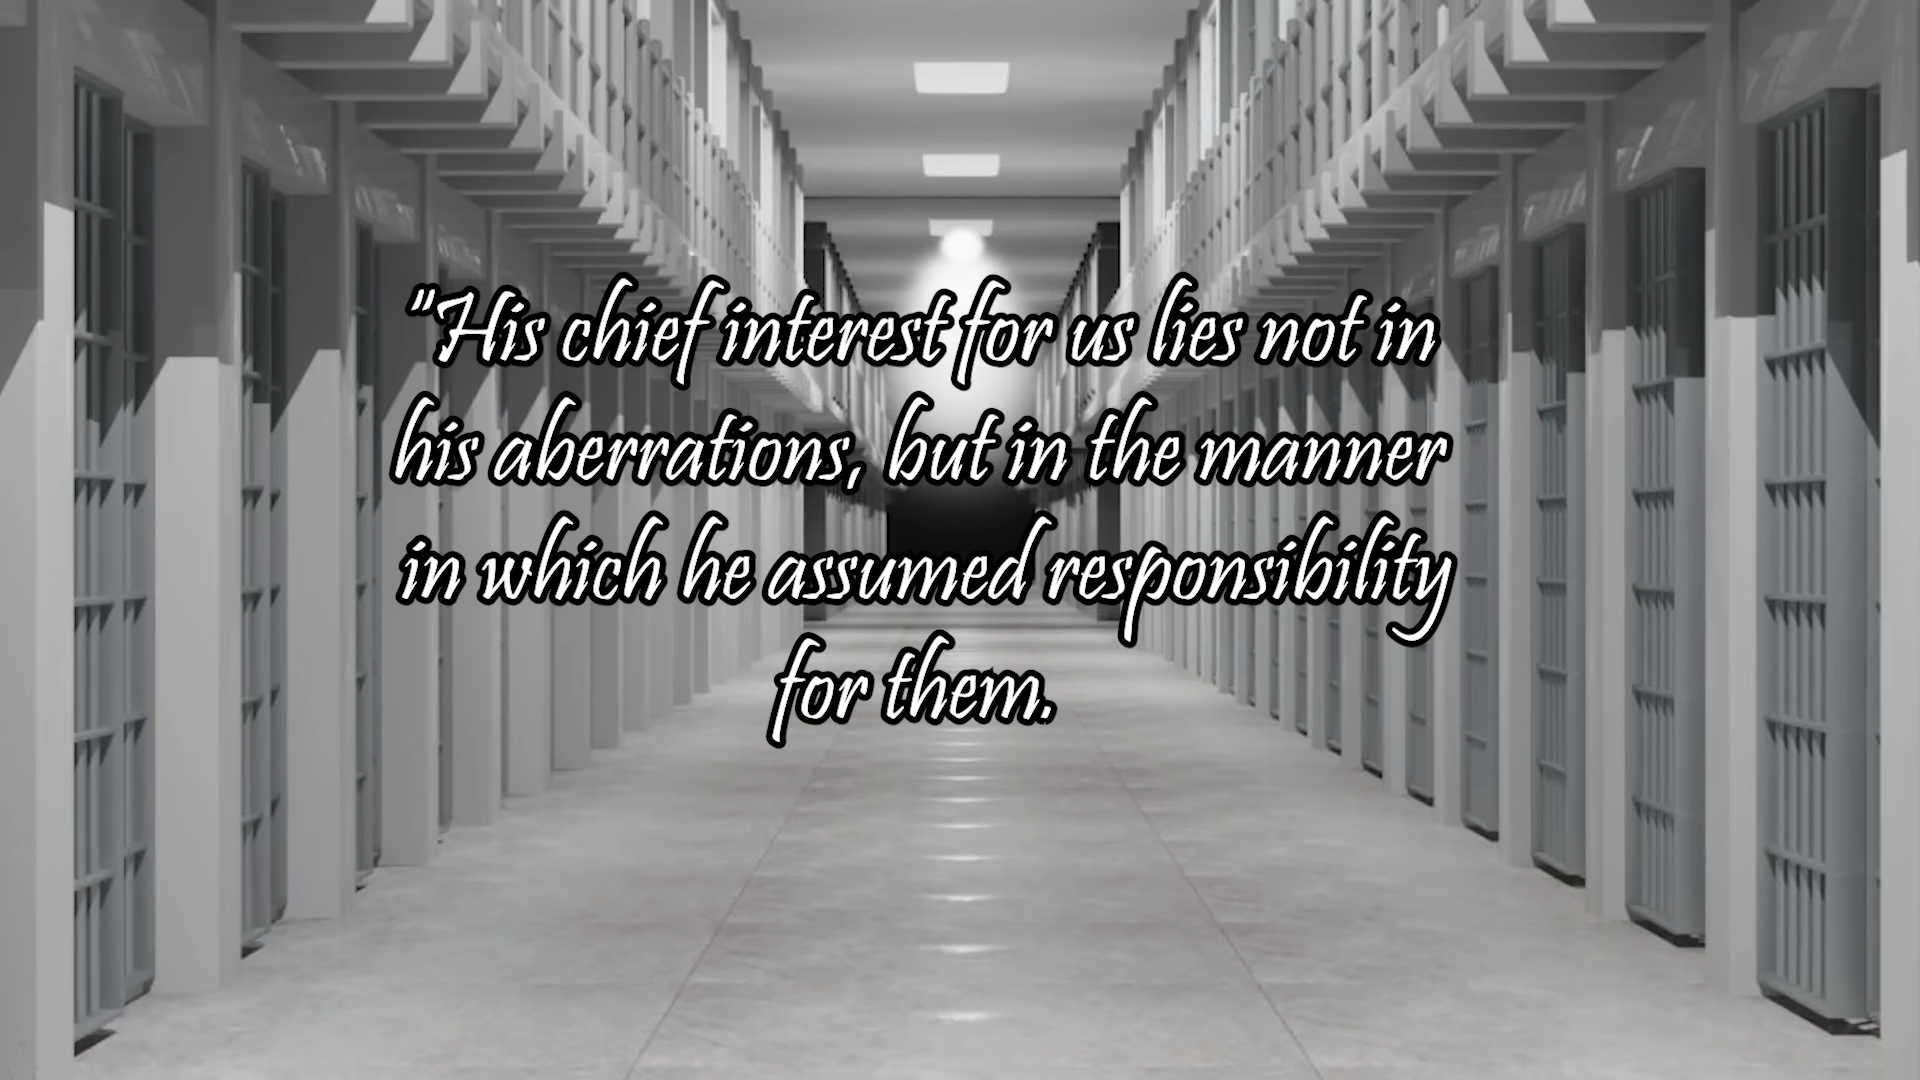 "His chief interest for us lies not in
his aberrations, but in the manner
in which he assumed responsibility
for them.